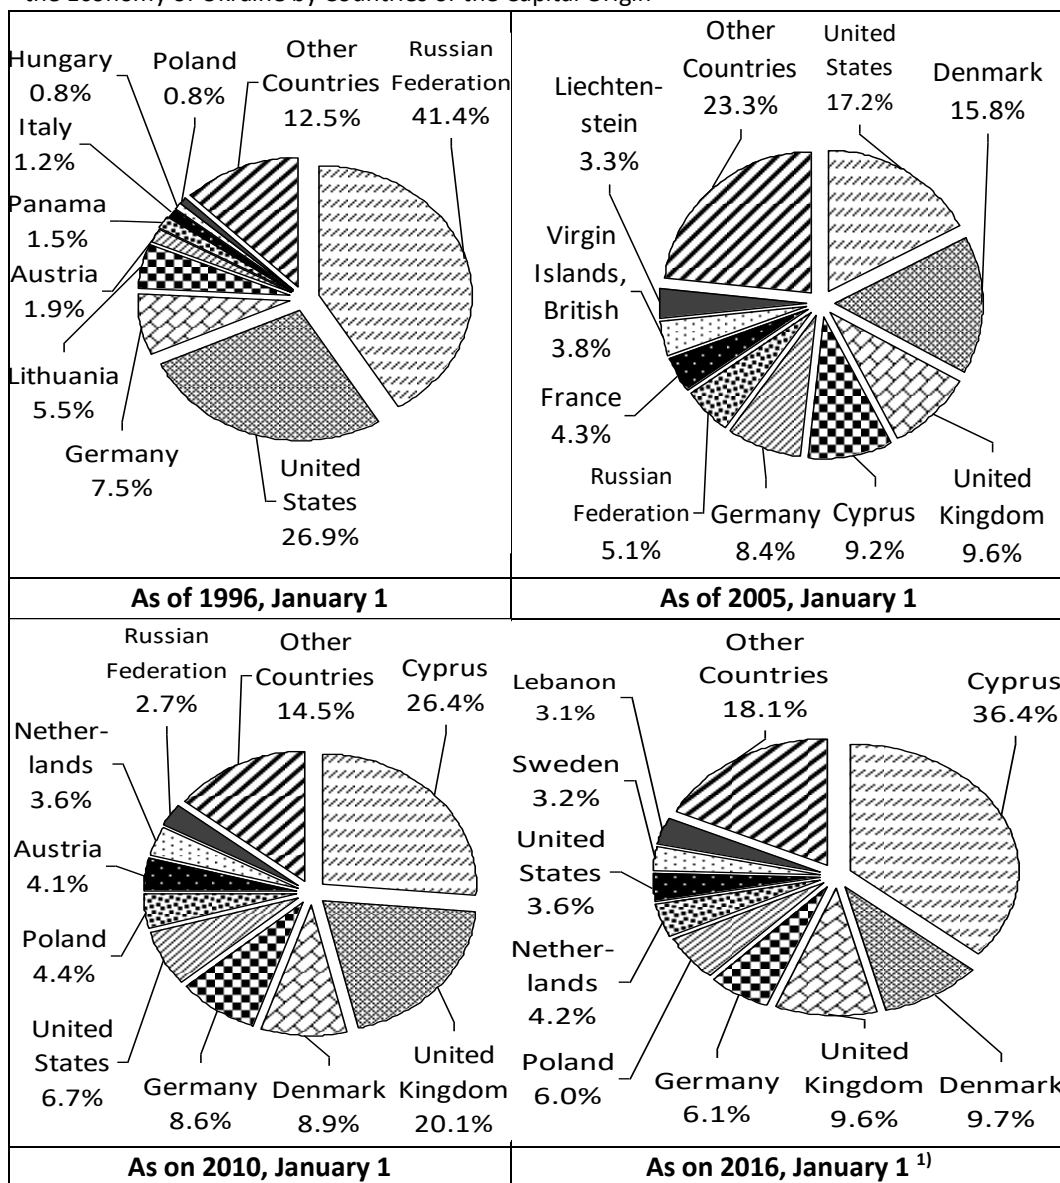 the Economy of Ukraine by Countries of the Capital Origin
Hungary
0.8%
Poland
0.8%
Other
Countries
12.5%
Russian
Federation
41.4%
Italy
1.2%
Panama
1.5%
Austria
1.9%
Lithuania
5.5%
Germany
7.5%
United
States
26.9%
As of 1996, January 1
Other
Countries
23.3%
United
States
17.2%
Denmark
15.8%
Liechten-
stein
3.3%
Virgin
Islands,
British
3.8%
France
4.3%
Russian
Federation
5.1%
Germany
8.4%
Cyprus
9.2%
United
Kingdom
9.6%
As of 2005, January 1
Russian
Federation
2.7%
Other
Countries
14.5%
Cyprus
26.4%
Nether-
lands
3.6%
Austria
4.1%
Poland
4.4%
United
States
6.7%
Germany
8.6%
Denmark
8.9%
United
Kingdom
20.1%
As on 2010, January 1
Other
Countries
18.1%
Cyprus
36.4%
Lebanon
3.1%
Sweden
3.2%
United
States
3.6%
Nether-
lands
4.2%
Poland
6.0%
Germany
6.1%
United
Kingdom
9.6%
Denmark
9.7%
As on 2016, January 1 ¹⁾